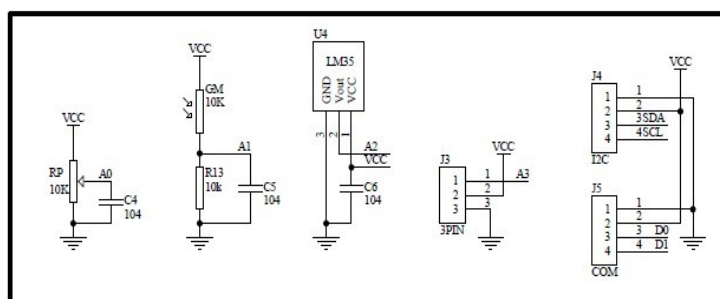 VCC
RP
10K
A0
C4
104
VCC
GM
10K
A1
R13
10k
C5
104
U4
LM35
GND
Vout
VCC
3
2
1
A2
VCC
C6
104
J3
1
2
3
3PIN
1
2
3
VCC
A3
J4
1
2
3
4
I2C
1
2
3SDA
4SCL
VCC
J5
1
2
3
4
COM
1
2
3 D0
4 D1